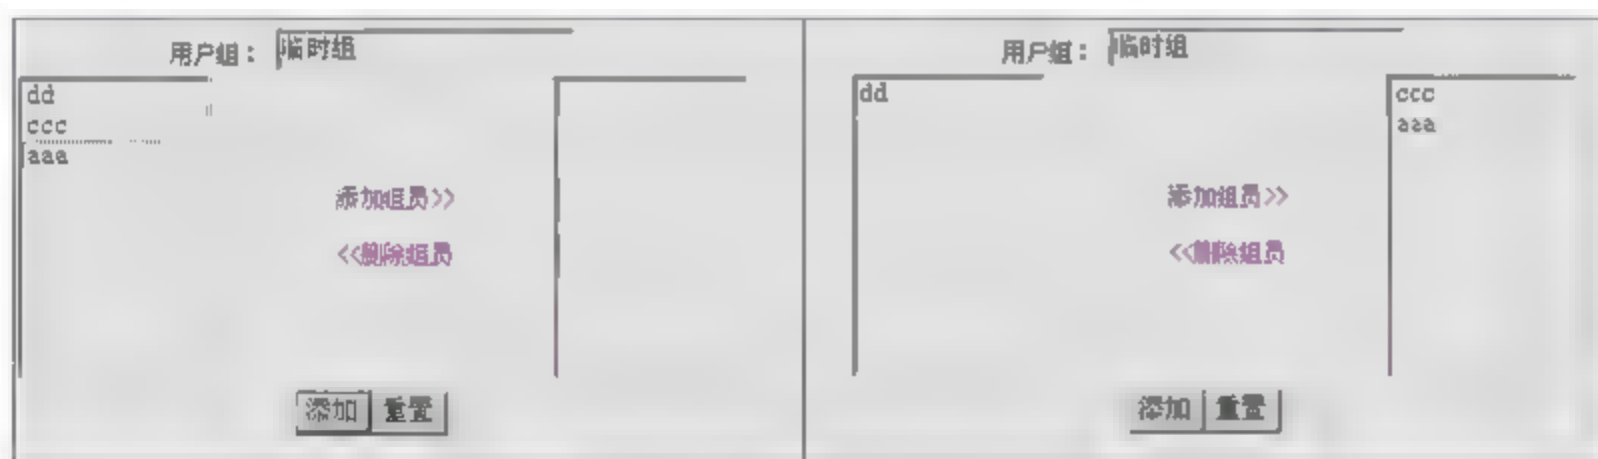 用户组： 临时组
dd
ccc
aaa
添加组员>>
<<删除组员
添加 重置
用户组： 临时组
dd
ccc
aaa
添加组员>>
<<删除组员
添加 重置